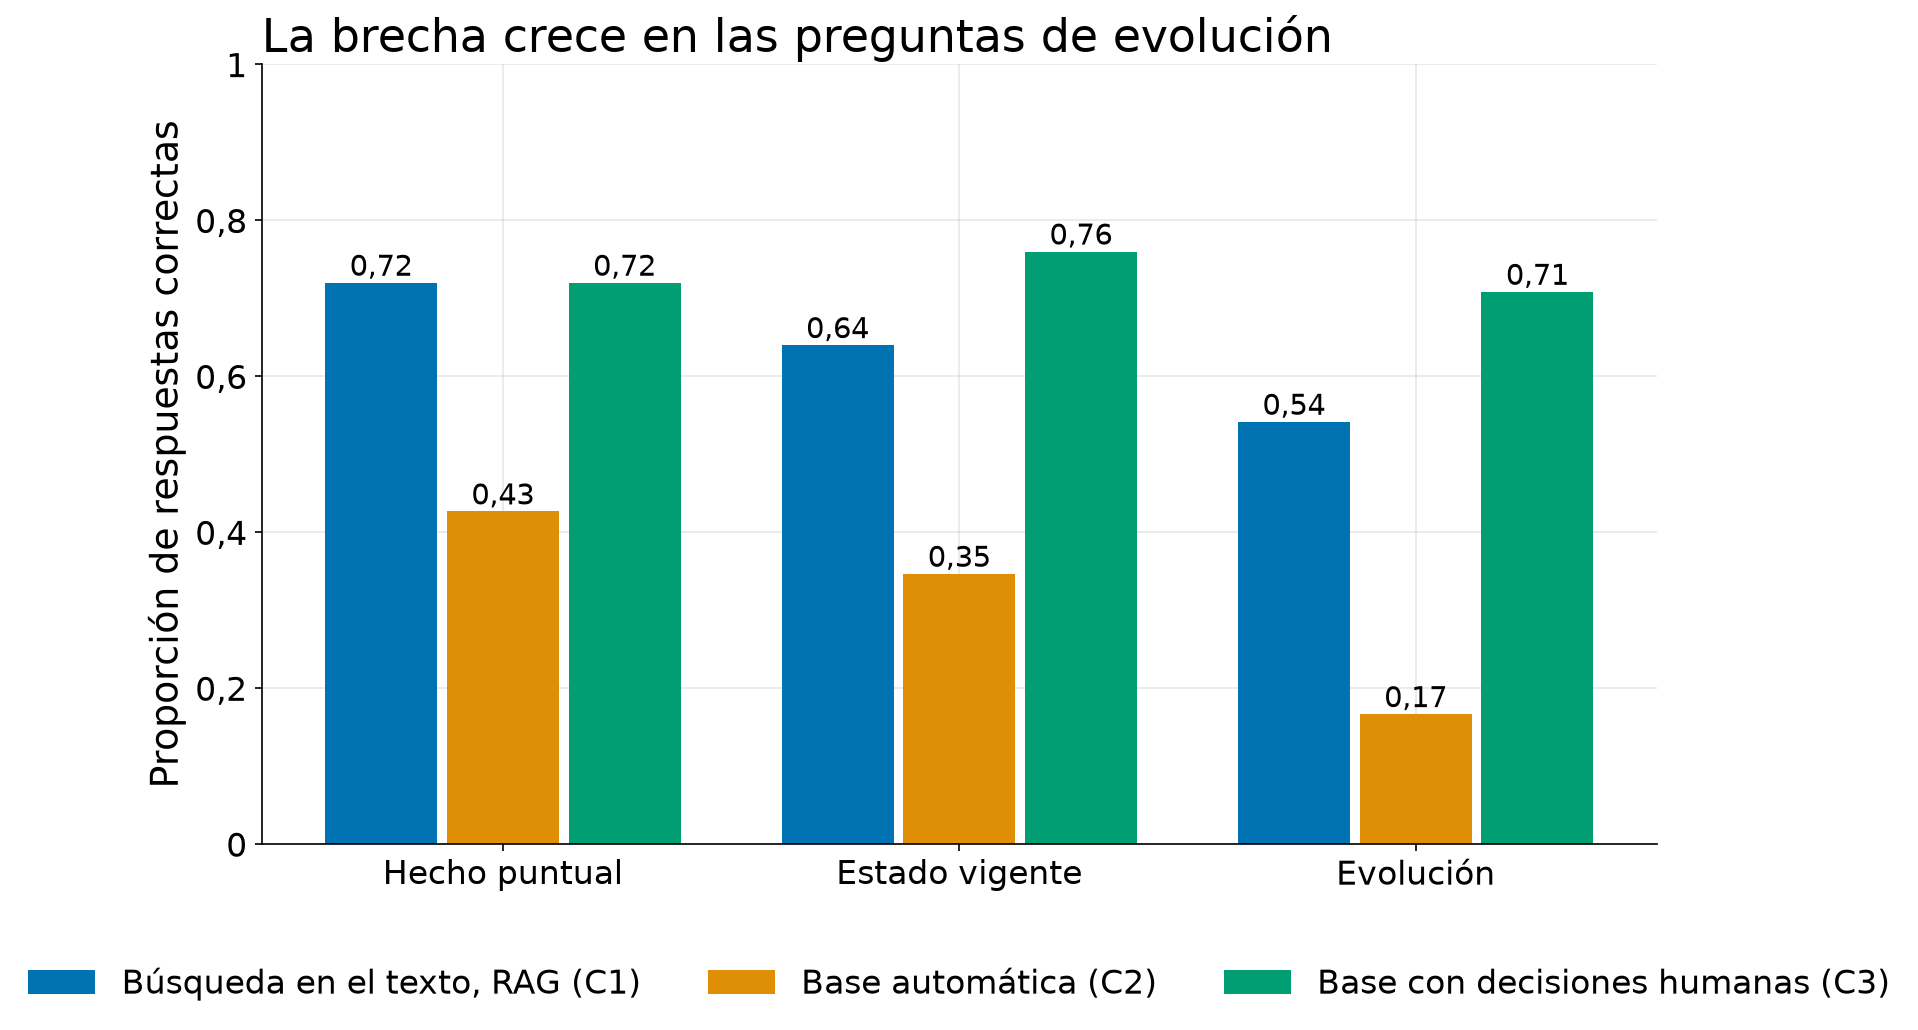 La brecha crece en las preguntas de evolución
Proporción de respuestas correctas
1
0,8
0,6
0,4
0,2
0
0,72
0,43
0,72
0,64
0,35
0,76
0,54
0,17
0,71
Hecho puntual
Estado vigente
Evolución
Búsqueda en el texto, RAG (C1)
Base automática (C2)
Base con decisiones humanas (C3)